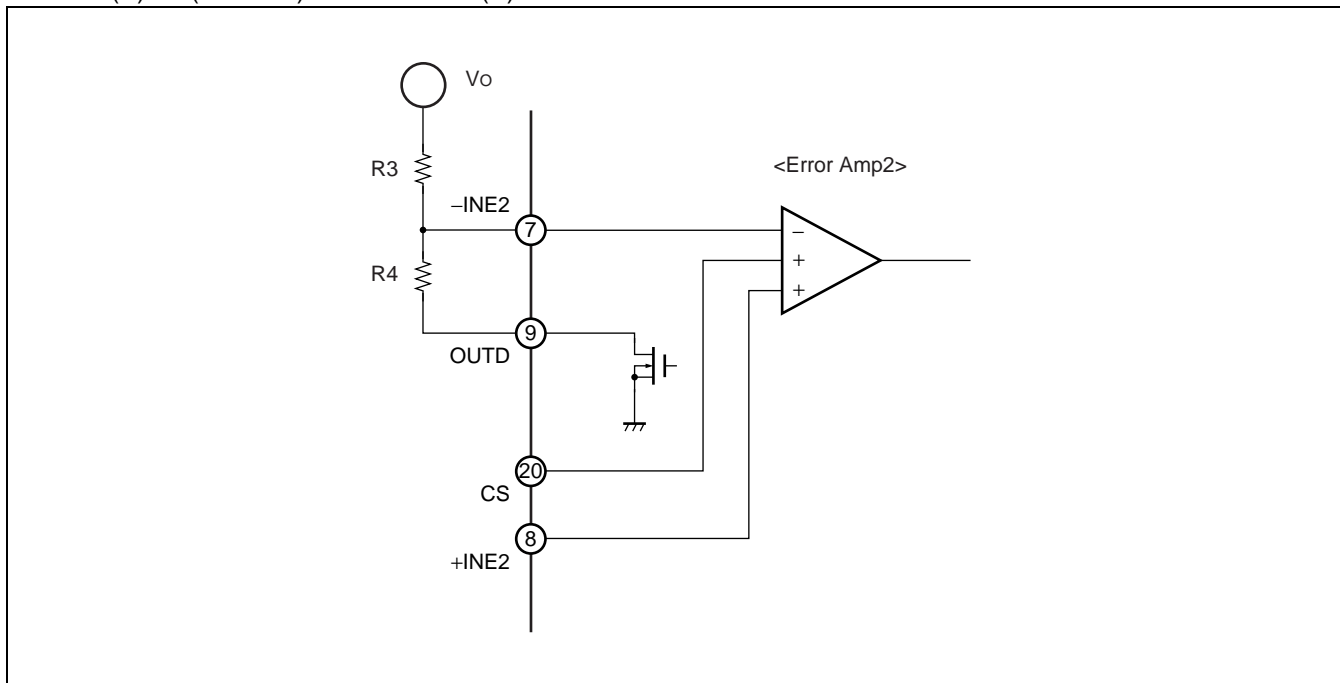 Vo
R3
<Error Amp2>
−INE2
7
−
+
R4
+
9
OUTD
20
CS
8
+INE2